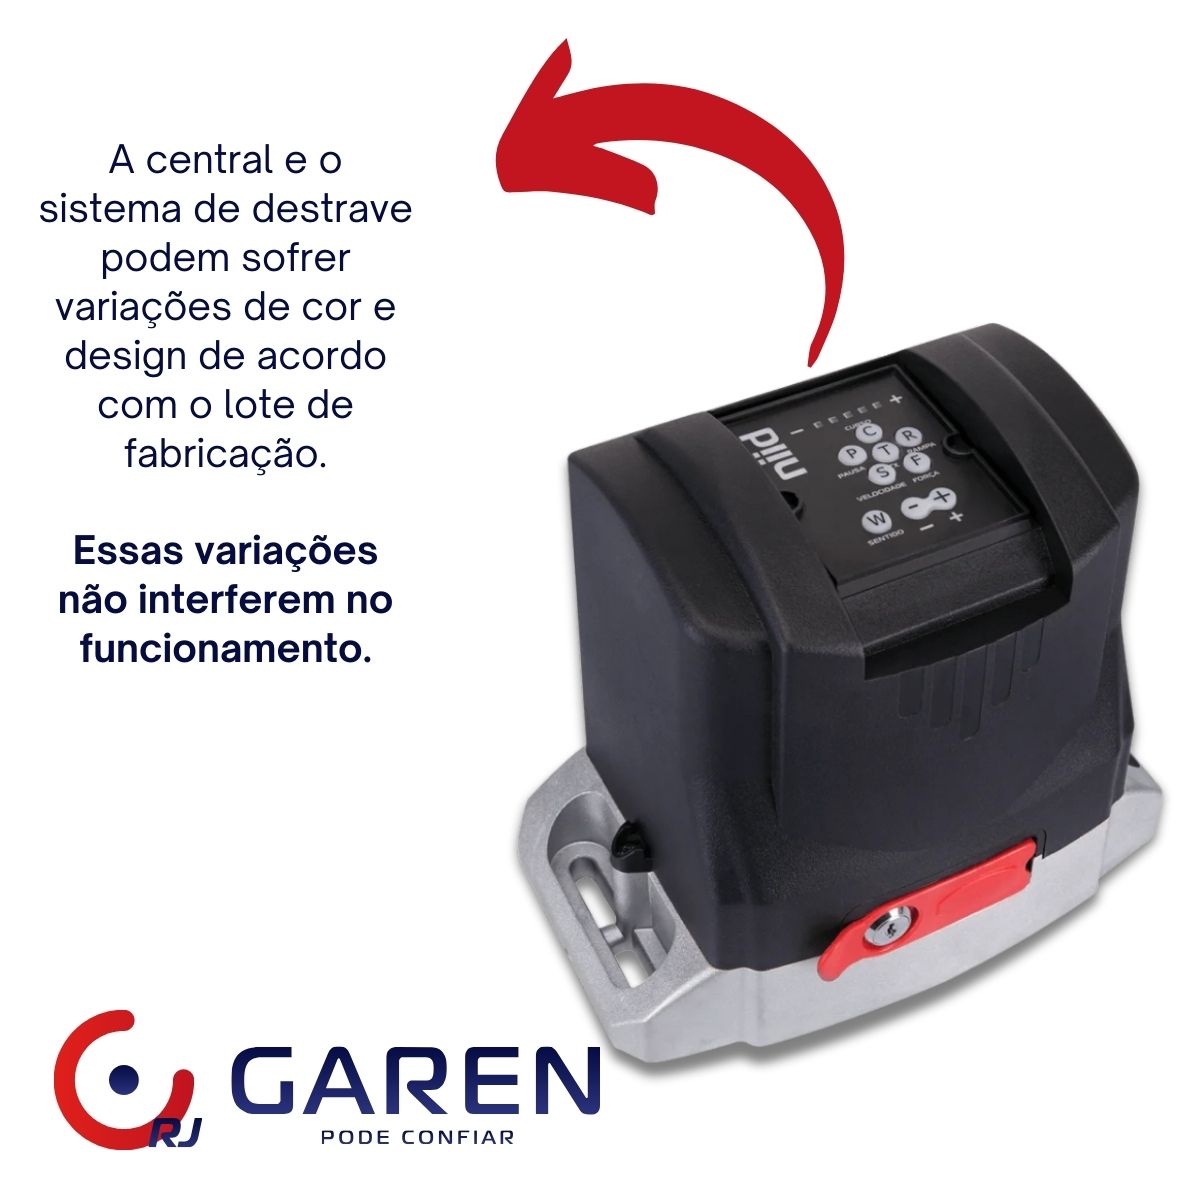 A central e o
sistema de destrave
podem sofrer
variações de cor e
design de acordo
com o lote de
fabricação.
Essas variações
não interferem no
funcionamento.
- +
CURSO
C
P T R
PAUSA
RAMPA
S F
VELOCIDADE FORÇA
- +
W
SENTIDO
- +
RJ
GAREN
PODE CONFIAR